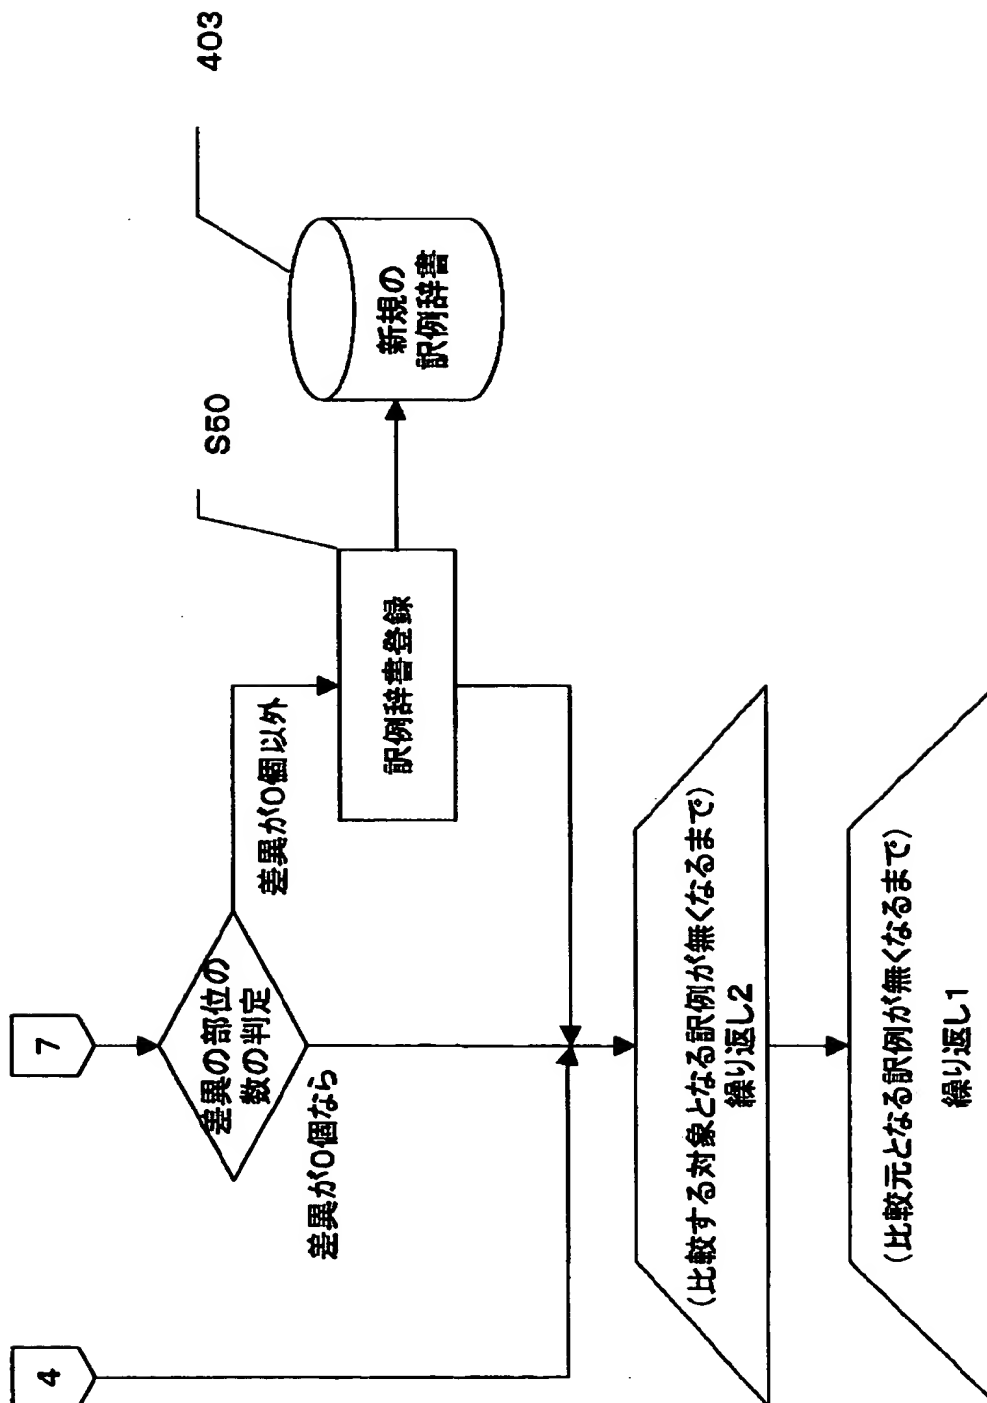 4
7
差異の部位の
数の判定
差異が0個なら
差異が0個以外
訳例辞書登録
S50
新規の
訳例辞書
403
(比較する対象となる訳例が無くなるまで)
繰り返し2
(比較元となる訳例が無くなるまで)
繰り返し1